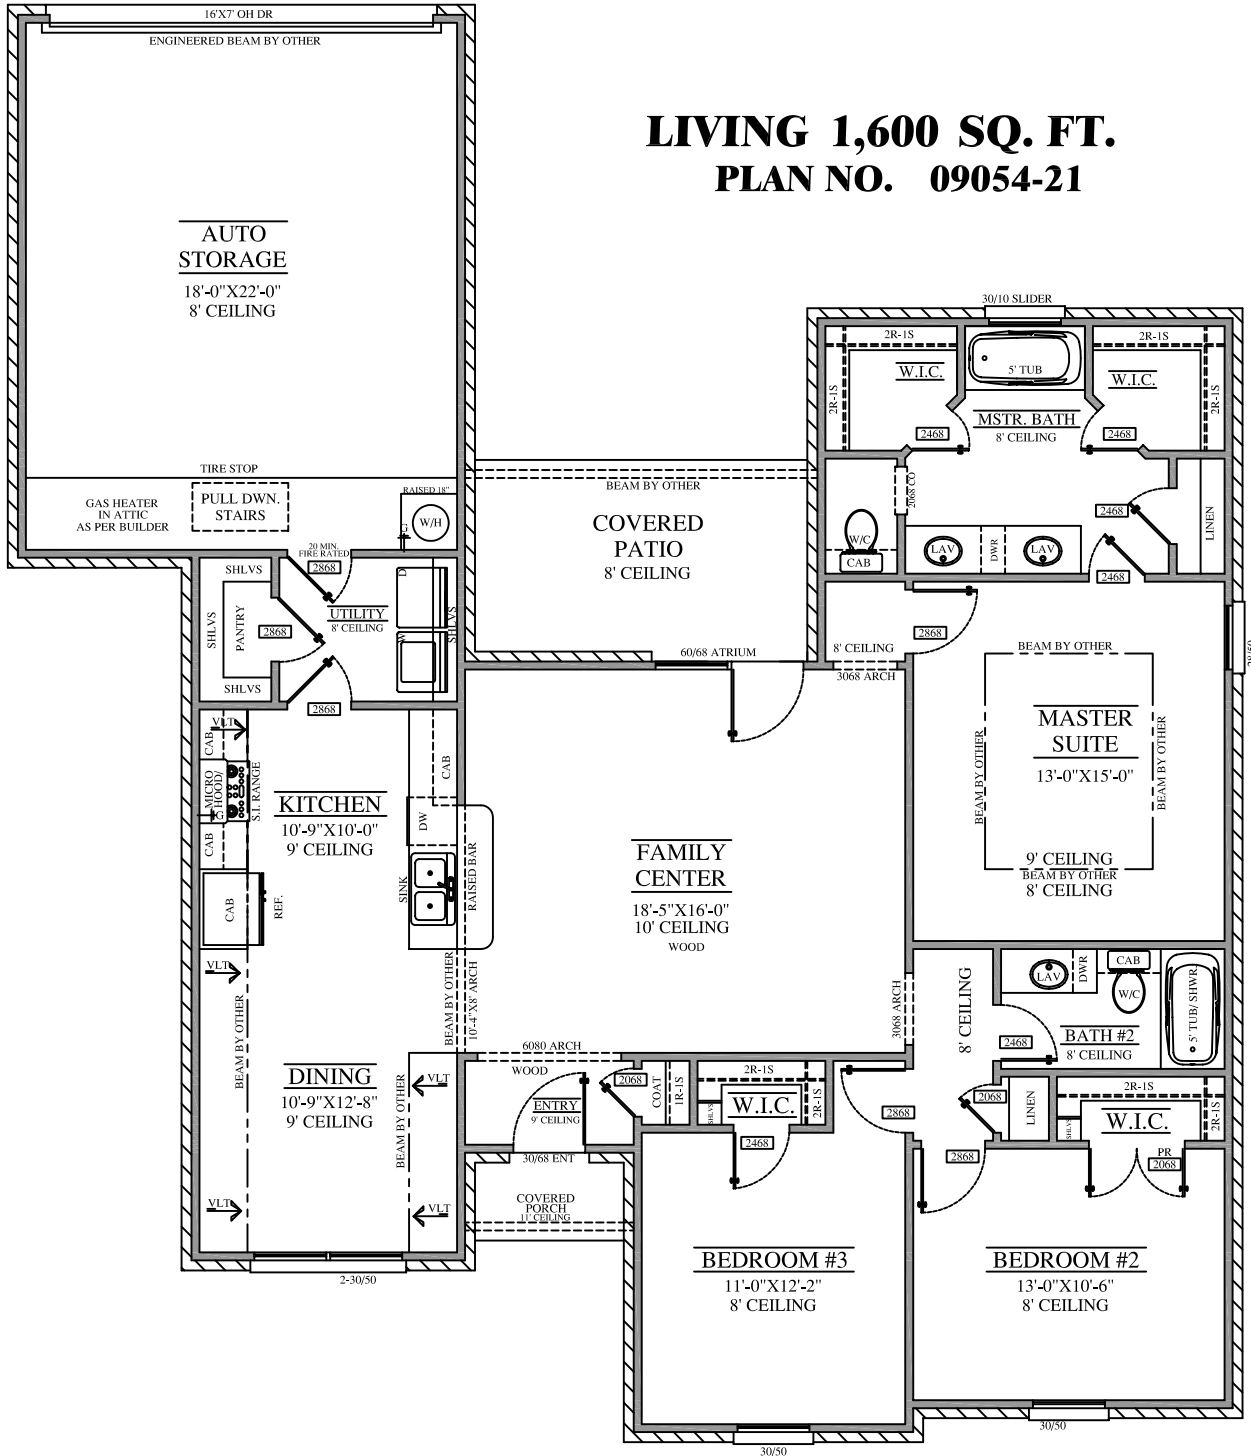 16'X7' OH DR
ENGINEERED BEAM BY OTHER
LIVING 1,600 SQ. FT.
PLAN NO. 09054-21
AUTO
STORAGE
18'-0"X22'-0"
8' CEILING
TIRE STOP
GAS HEATER
IN ATTIC
AS PER BUILDER
PULL DWN.
STAIRS
RAISED 18"
W/H
G
20 MIN.
FIRE RATED
2868
SHLVS
SHLVS
PANTRY
SHLVS
2868
UTILITY
8' CEILING
D
W
SHLVS
2868
BEAM BY OTHER
COVERED
PATIO
8' CEILING
60/68 ATRIUM
30/10 SLIDER
2R-1S
2R-1S
W.I.C.
5' TUB
2R-1S
W.I.C.
2R-1S
MSTR. BATH
8' CEILING
2468
2468
2068 CO
W/C
CAB
LAV
DWR
LAV
2468
LINEN
2468
8' CEILING
2868
3068 ARCH
28/50
BEAM BY OTHER
BEAM BY OTHER
MASTER
SUITE
13'-0"X15'-0"
BEAM BY OTHER
9' CEILING
BEAM BY OTHER
8' CEILING
VLT
CAB
MICRO
HOOD/
G
S.I. RANGE
CAB
CAB
REF.
KITCHEN
10'-9"X10'-0"
9' CEILING
CAB
DW
SINK
RAISED BAR
FAMILY
CENTER
18'-5"X16'-0"
10' CEILING
WOOD
VLT
BEAM BY OTHER
BEAM BY OTHER
10'-4"X8' ARCH
3068 ARCH
8' CEILING
LAV
DWR
CAB
W/C
5' TUB/ SHWR.
2468
BATH #2
8' CEILING
DINING
10'-9"X12'-8"
9' CEILING
BEAM BY OTHER
VLT
VLT
VLT
2-30/50
6080 ARCH
WOOD
2068
ENTRY
9' CEILING
COAT
1R-1S
30/68 ENT
COVERED
PORCH
11' CEILING
2R-1S
SHLVS
W.I.C.
2R-1S
2468
2868
2068
LINEN
2R-1S
SHLVS
W.I.C.
2R-1S
2868
PR
2068
BEDROOM #3
11'-0"X12'-2"
8' CEILING
BEDROOM #2
13'-0"X10'-6"
8' CEILING
30/50
30/50